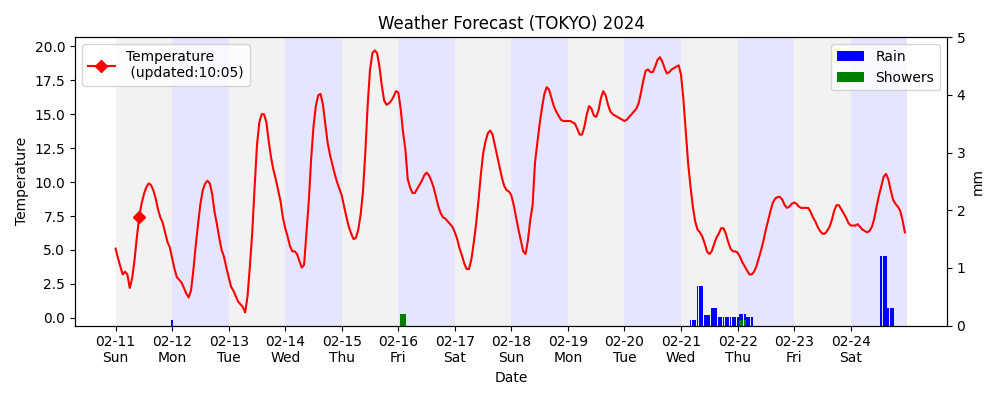 Weather Forecast (TOKYO) 2024
Temperature
(updated:10:05)
Rain
Showers
20.0
17.5
15.0
12.5
10.0
7.5
5.0
2.5
0.0
Temperature
5
4
3
2
1
0
mm
02-11 02-12 02-13 02-14 02-15 02-16 02-17 02-18 02-19 02-20 02-21 02-22 02-23 02-24
Sun Mon Tue Wed Thu Fri Sat Sun Mon Tue Wed Thu Fri Sat
Date